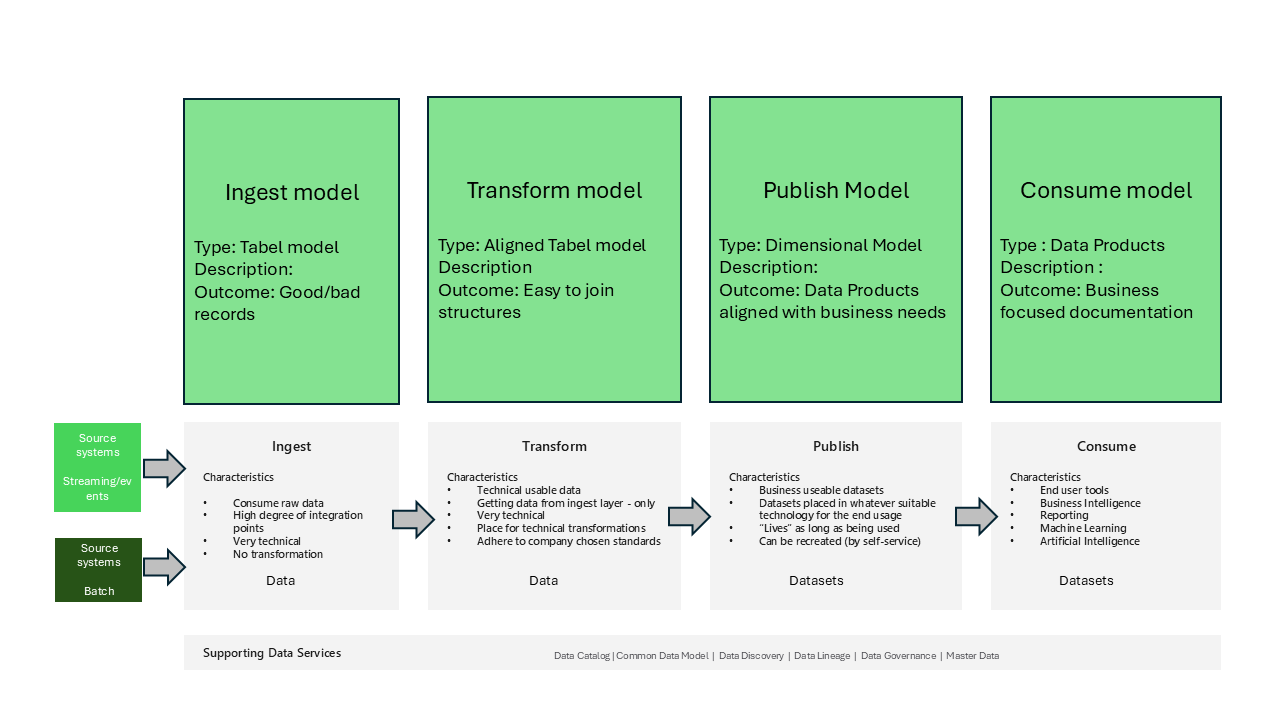 Ingest model
Type: Tabel model
Description:
Outcome: Good/bad
records
Transform model
Type: Aligned Tabel model
Description
Outcome: Easy to join
structures
Publish Model
Type: Dimensional Model
Description:
Outcome: Data Products
aligned with business needs
Consume model
Type : Data Products
Description :
Outcome: Business
focused documentation
Source
systems
Streaming/ev
ents
Source
systems
Batch
Ingest
Characteristics
• Consume raw data
• High degree of integration
points
• Very technical
• No transformation
Data
Transform
Characteristics
• Technical usable data
• Getting data from ingest layer - only
• Very technical
• Place for technical transformations
• Adhere to company chosen standards
Data
Publish
Characteristics
• Business useable datasets
• Datasets placed in whatever suitable
technology for the end usage
• “Lives” as long as being used
• Can be recreated (by self-service)
Datasets
Consume
Characteristics
• End user tools
• Business Intelligence
• Reporting
• Machine Learning
• Artificial Intelligence
Datasets
Supporting Data Services
Data Catalog | Common Data Model | Data Discovery | Data Lineage | Data Governance | Master Data